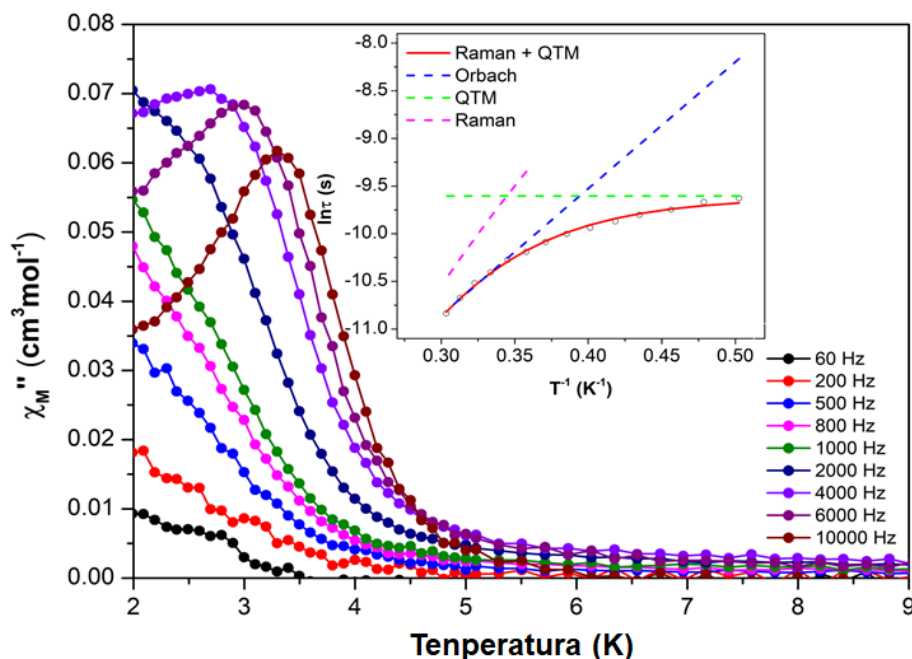 0.08
0.07
0.06
0.05
0.04
0.03
0.02
0.01
0.00
χM'' (cm³mol⁻¹)
2 3 4 5 6 7 8 9
Tenperatura (K)
Raman + QTM
Orbach
QTM
Raman
-8.0
-8.5
-9.0
-9.5
-10.0
-10.5
-11.0
lnτ (s)
0.30 0.35 0.40 0.45 0.50
T⁻¹ (K⁻¹)
60 Hz
200 Hz
500 Hz
800 Hz
1000 Hz
2000 Hz
4000 Hz
6000 Hz
10000 Hz